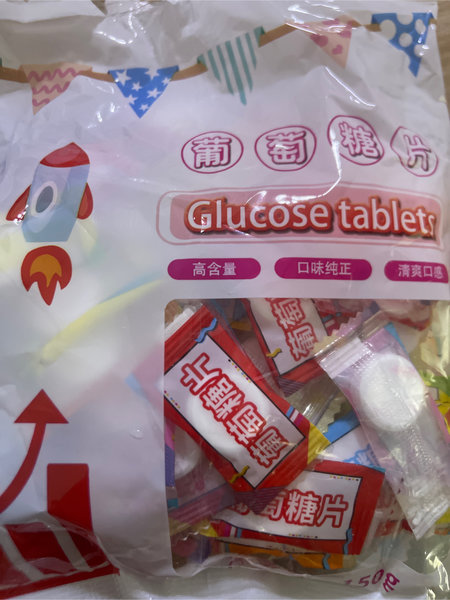 葡萄糖片
Glucose tablets
高含量 口味纯正 清爽口感
葡萄
葡萄糖片
萄糖片